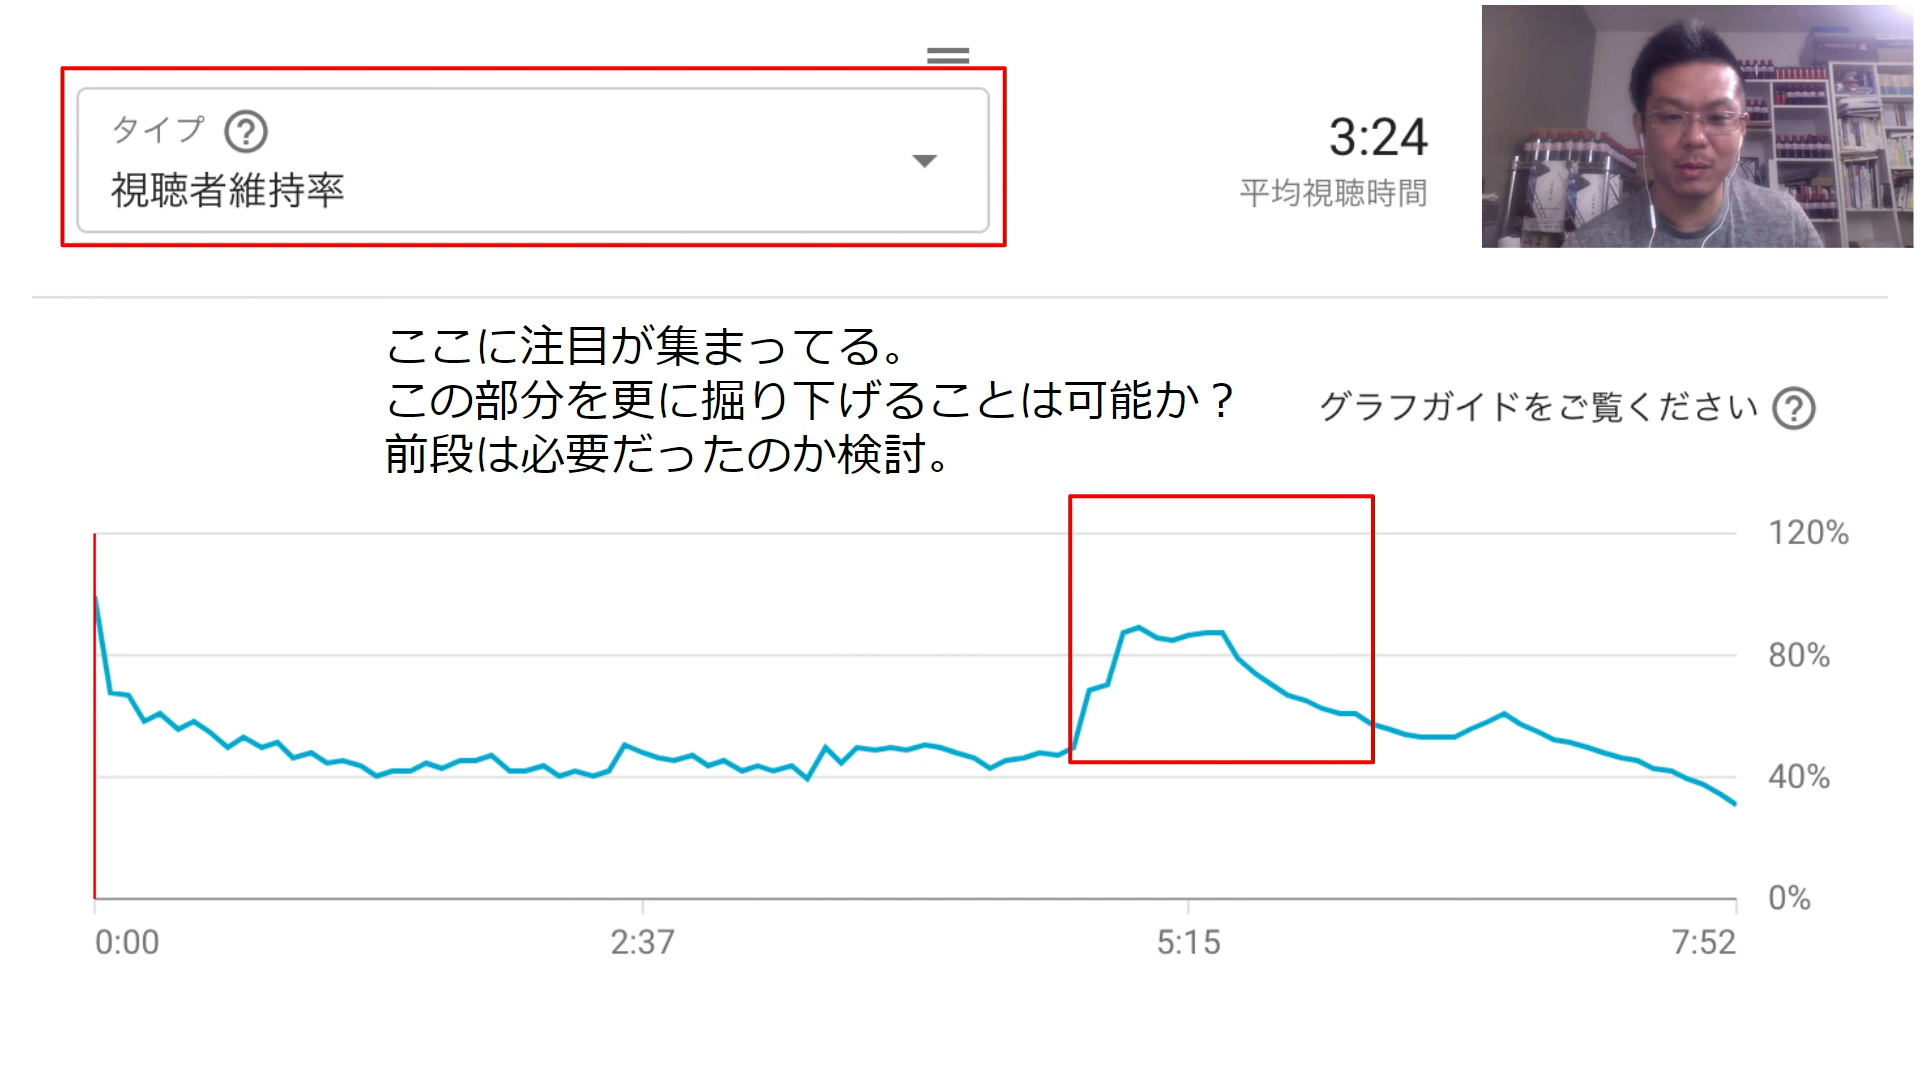 タイプ ?
視聴者維持率
3:24
平均視聴時間
ここに注目が集まってる。
この部分を更に掘り下げることは可能か？
前段は必要だったのか検討。
グラフガイドをご覧ください ?
120%
80%
40%
0%
0:00
2:37
5:15
7:52